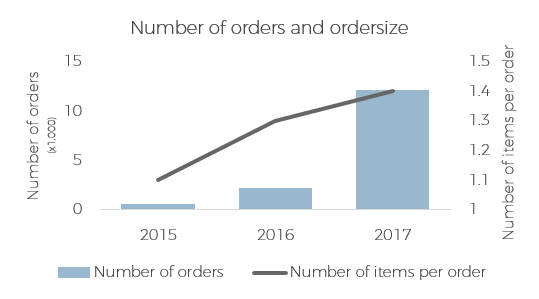 Number of orders and ordersize
Number of orders
(x1,000)
15
10
5
0
1.5
1.4
1.3
1.2
1.1
1
Number of items per order
2015 2016 2017
Number of orders Number of items per order